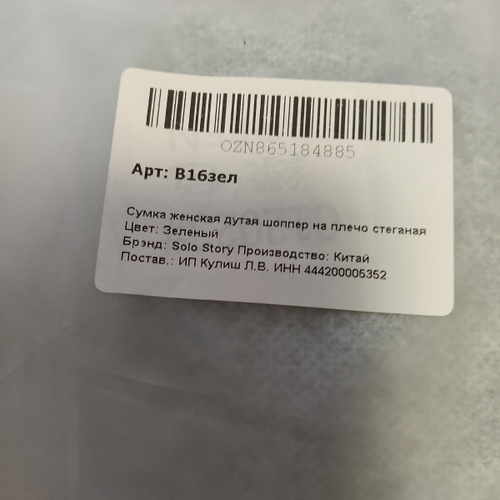 OZN865184885
Арт: В16зел
Сумка женская дутая шоппер на плечо стеганая
Цвет: Зеленый
Брэнд: Solo Story Производство: Китай
Постав.: ИП Кулиш Л.В. ИНН 444200005352